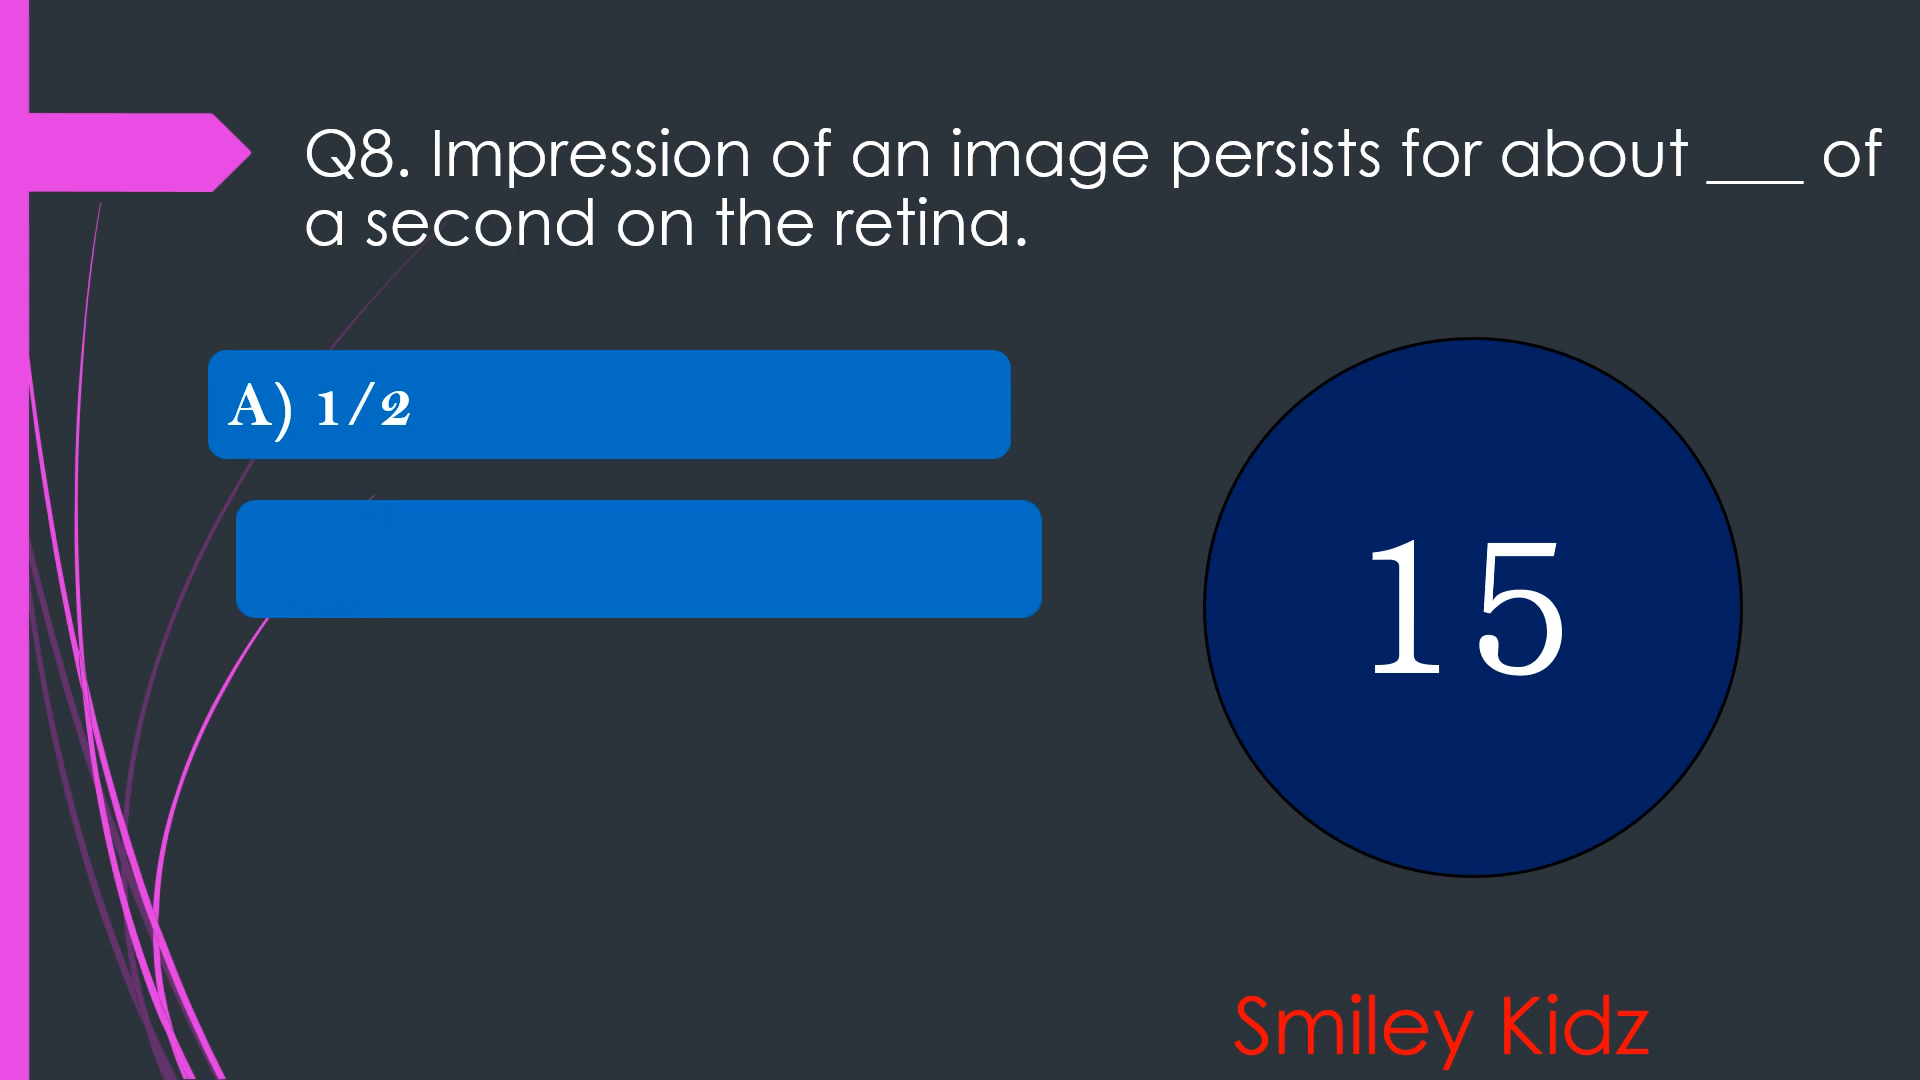 Q8. Impression of an image persists for about ___ of
a second on the retina.
A) 1/2
15
Smiley Kidz